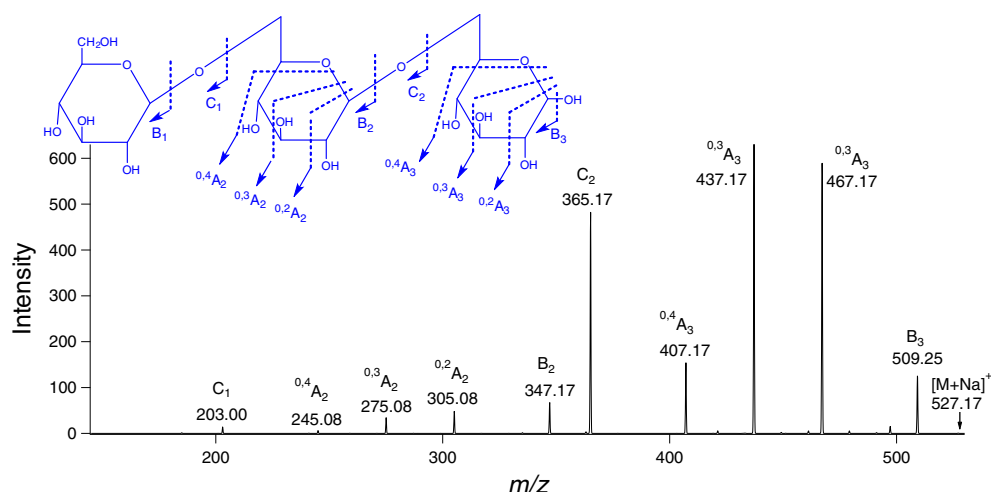 CH₂OH
O
O
O
O
O
C₁
C₂
OH
HO
OH
OH
B₁
HO
OH
OH
B₂
HO
OH
OH
B₃
⁰,⁴A₂
⁰,³A₂
⁰,²A₂
⁰,⁴A₃
⁰,³A₃
⁰,²A₃
Intensity
600
500
400
300
200
100
0
C₁
203.00
⁰,⁴A₂
245.08
⁰,³A₂
275.08
⁰,²A₂
305.08
B₂
347.17
C₂
365.17
⁰,⁴A₃
407.17
⁰,³A₃
437.17
⁰,³A₃
467.17
B₃
509.25
[M+Na]⁺
527.17
200
300
400
500
m/z